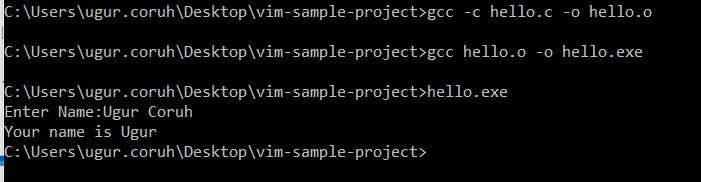 C:\Users\ugur.coruh\Desktop\vim-sample-project>gcc -c hello.c -o hello.o
C:\Users\ugur.coruh\Desktop\vim-sample-project>gcc hello.o -o hello.exe
C:\Users\ugur.coruh\Desktop\vim-sample-project>hello.exe
Enter Name:Ugur Coruh
Your name is Ugur
C:\Users\ugur.coruh\Desktop\vim-sample-project>